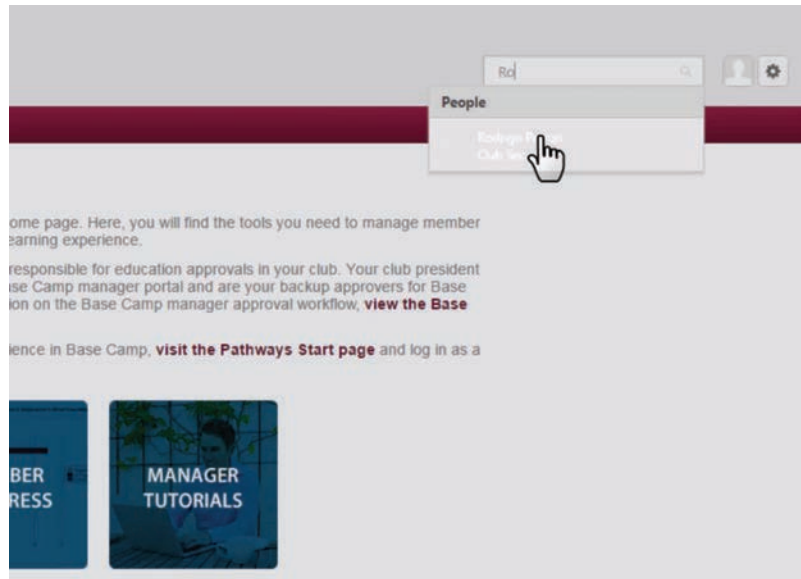 Ro
People
Rodrigo
Club
ome page. Here, you will find the tools you need to manage member
earning experience.
responsible for education approvals in your club. Your club president
se Camp manager portal and are your backup approvers for Base
ion on the Base Camp manager approval workflow, view the Base
ience in Base Camp, visit the Pathways Start page and log in as a
BER
RESS
MANAGER
TUTORIALS